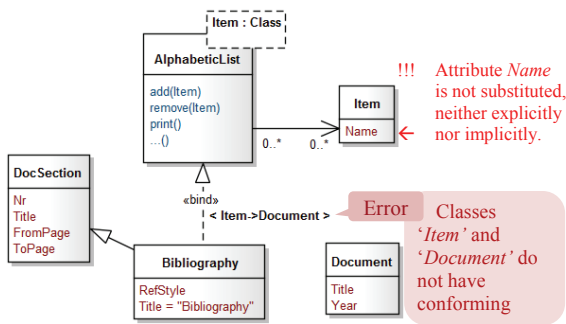 Item : Class
AlphabeticList
add(Item)
remove(Item)
print()
...()
0..*
0..*
Item
Name
!!! Attribute Name
is not substituted,
neither explicitly
nor implicitly.
DocSection
Nr
Title
FromPage
ToPage
«bind»
< Item->Document >
Error
Classes
‘Item’ and
‘Document’ do
not have
conforming
Bibliography
RefStyle
Title = "Bibliography"
Document
Title
Year